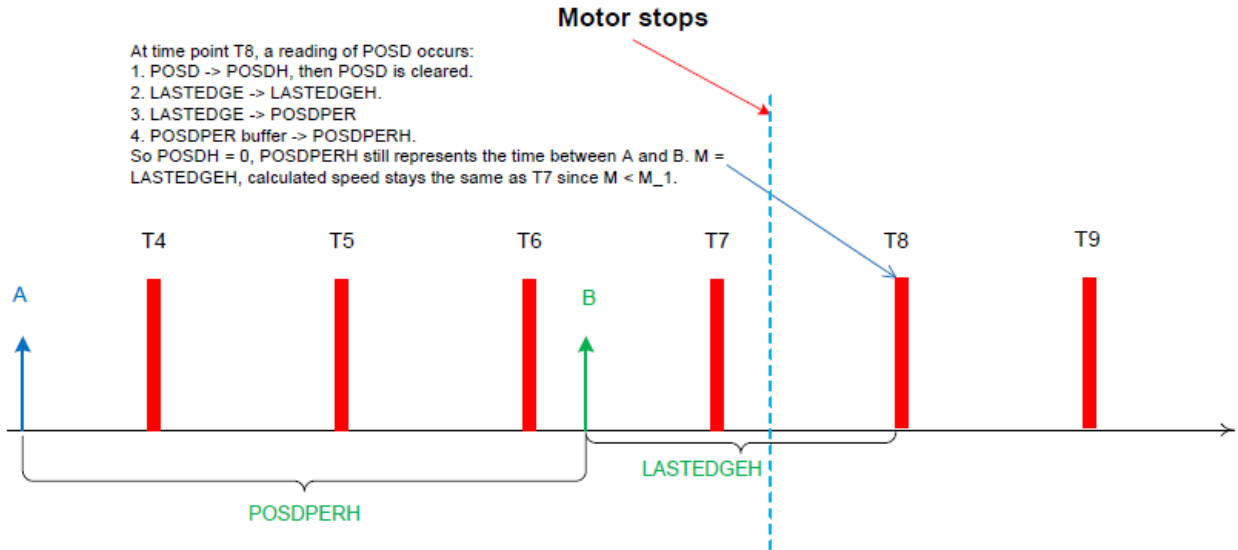 Motor stops
At time point T8, a reading of POSD occurs:
1. POSD -> POSDH, then POSD is cleared.
2. LASTEDGE -> LASTEDGEH.
3. LASTEDGE -> POSDPER
4. POSDPER buffer -> POSDPERH.
So POSDH = 0, POSDPERH still represents the time between A and B. M =
LASTEDGEH, calculated speed stays the same as T7 since M < M_1.
T4 T5 T6 T7 T8 T9
A B
LASTEDGEH
POSDPERH